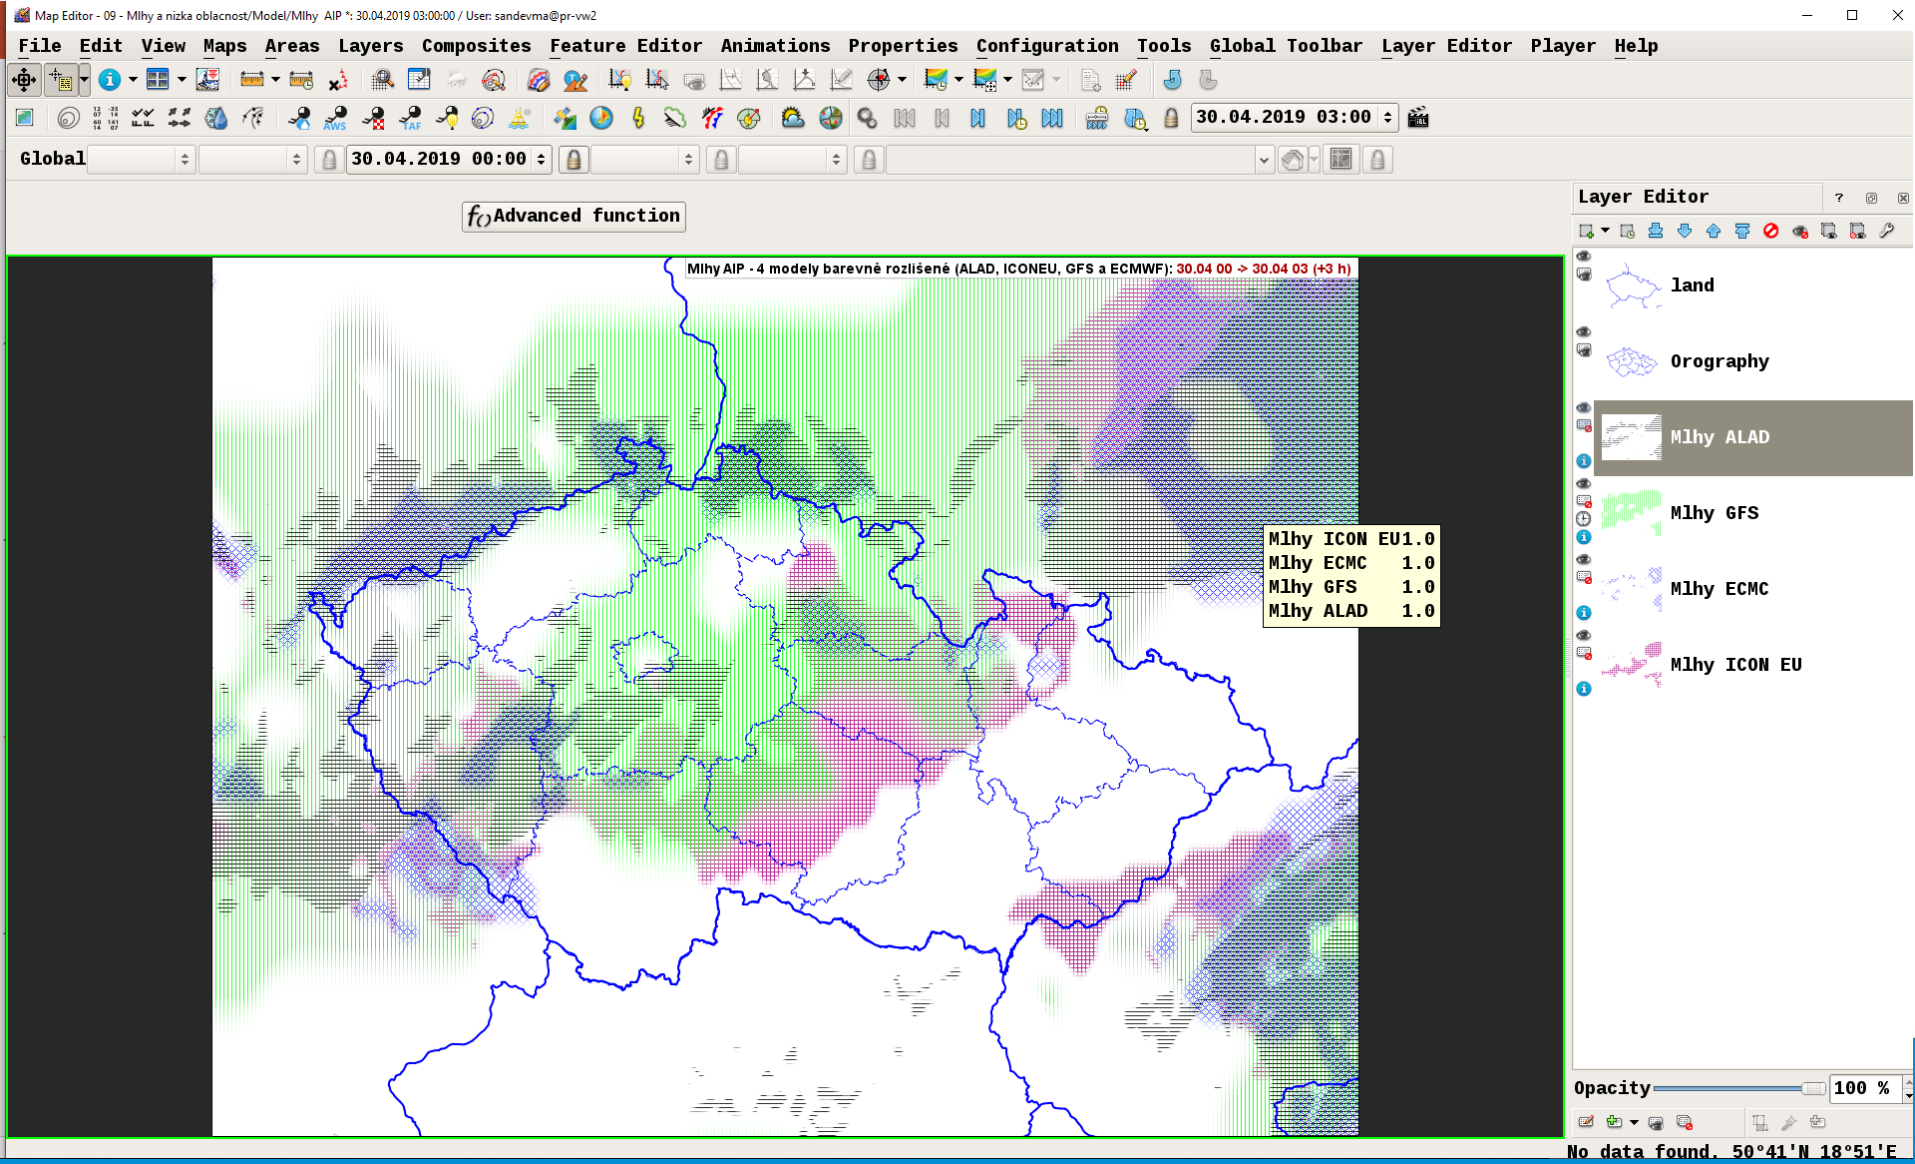 Map Editor - 09 - Mlhy a nizka oblacnost/Model/Mlhy AIP *: 30.04.2019 03:00:00 / User: sandevma@pr-vw2
File Edit View Maps Areas Layers Composites Feature Editor Animations Properties Configuration Tools Global Toolbar Layer Editor Player Help
AWS TAF 30.04.2019 03:00
Global 30.04.2019 00:00
Layer Editor ?
f() Advanced function
Mlhy AIP - 4 modely barevně rozlišené (ALAD, ICONEU, GFS a ECMWF): 30.04 00 -> 30.04 03 (+3 h)
land
Orography
Mlhy ALAD
Mlhy GFS
Mlhy ECMC
Mlhy ICON EU
Mlhy ICON EU 1.0
Mlhy ECMC 1.0
Mlhy GFS 1.0
Mlhy ALAD 1.0
Opacity 100 %
No data found. 50°41'N 18°51'E